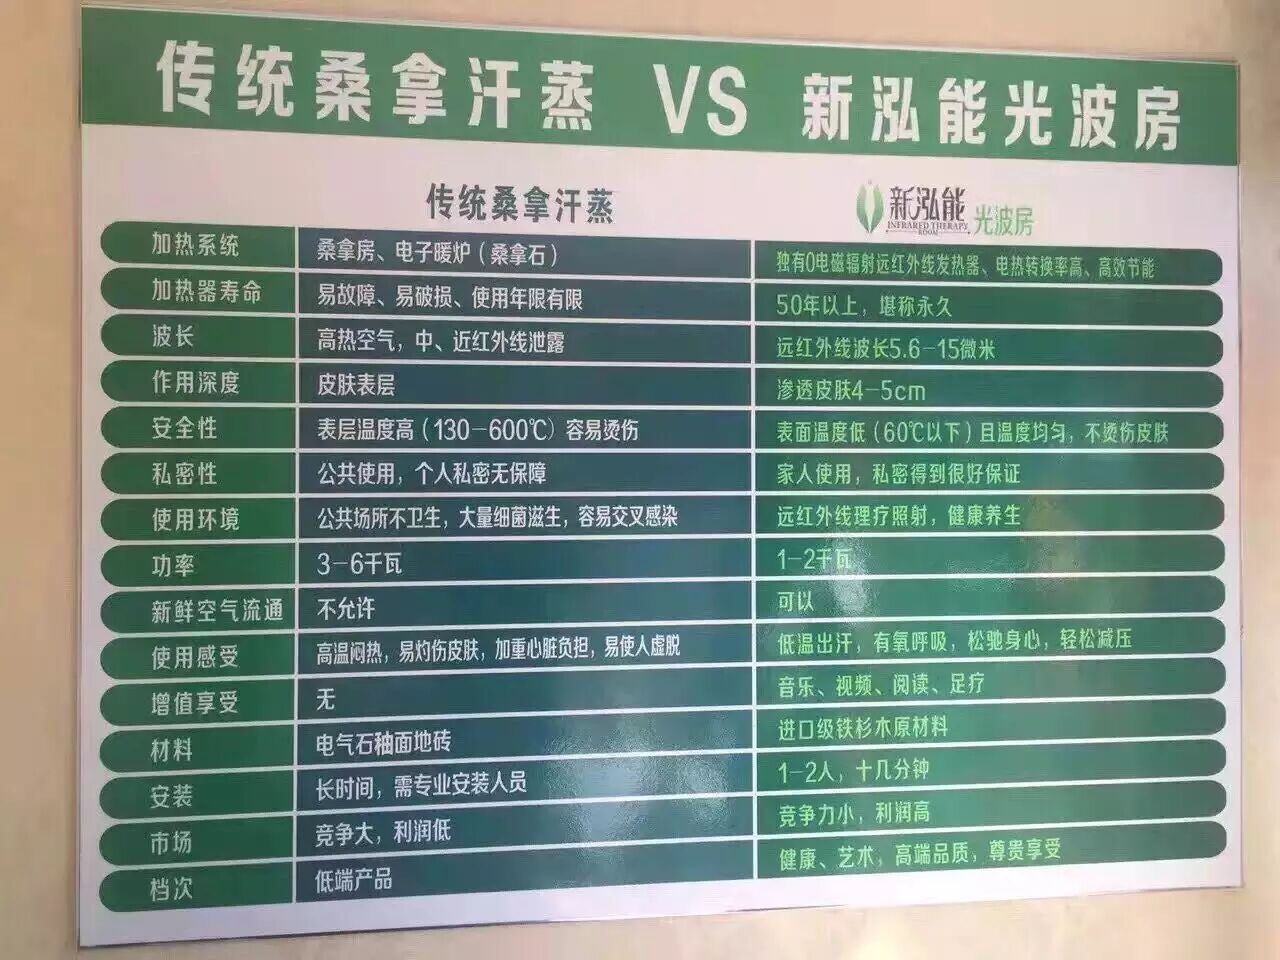 传统桑拿汗蒸 VS 新泓能光波房
传统桑拿汗蒸 新泓能 光波房
INFRARED THERAPY
ROOM
加热系统 桑拿房、电子暖炉（桑拿石） 独有0电磁辐射远红外线发热器、电热转换率高、高效节能
加热器寿命 易故障、易破损、使用年限有限 50年以上，堪称永久
波长 高热空气，中、近红外线泄露 远红外线波长5.6-15微米
作用深度 皮肤表层 渗透皮肤4-5cm
安全性 表层温度高（130-600℃）容易烫伤 表面温度低（60℃以下）且温度均匀，不烫伤皮肤
私密性 公共使用，个人私密无保障 家人使用，私密得到很好保证
使用环境 公共场所不卫生，大量细菌滋生，容易交叉感染 远红外线理疗照射，健康养生
功率 3-6千瓦 1-2千瓦
新鲜空气流通 不允许 可以
使用感受 高温闷热，易灼伤皮肤，加重心脏负担，易使人虚脱 低温出汗，有氧呼吸，松驰身心，轻松减压
增值享受 无 音乐、视频、阅读、足疗
材料 电气石釉面地砖 进口级铁杉木原材料
安装 长时间，需专业安装人员 1-2人，十几分钟
市场 竞争大，利润低 竞争力小，利润高
档次 低端产品 健康、艺术，高端品质，尊贵享受